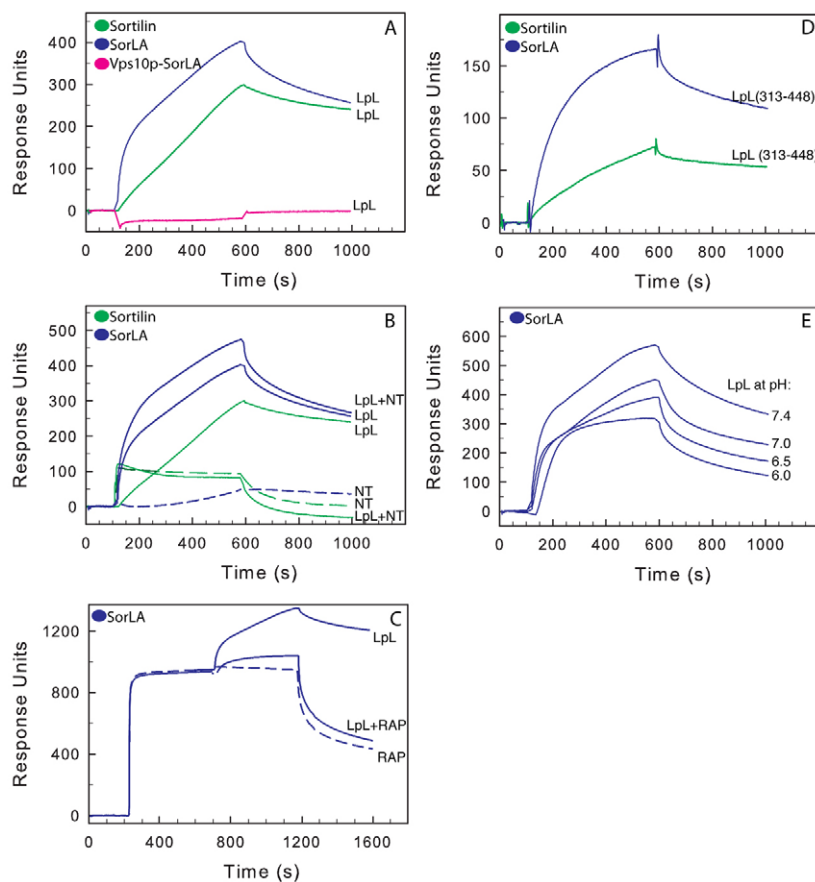 A
Sortilin
SorLA
Vps10p-SorLA
Response Units
400
300
200
100
0
LpL
LpL
LpL
0 200 400 600 800 1000
Time (s)
D
Sortilin
SorLA
Response Units
150
100
50
0
LpL(313-448)
LpL (313-448)
0 200 400 600 800 1000
Time (s)
B
Sortilin
SorLA
Response Units
500
400
300
200
100
0
LpL+NT
LpL
LpL
NT
NT
LpL+NT
0 200 400 600 800 1000
Time (s)
E
SorLA
Response Units
600
500
400
300
200
100
0
LpL at pH:
7.4
7.0
6.5
6.0
0 200 400 600 800 1000
Time (s)
C
SorLA
Response Units
1200
800
400
0
LpL
LpL+RAP
RAP
0 400 800 1200 1600
Time (s)